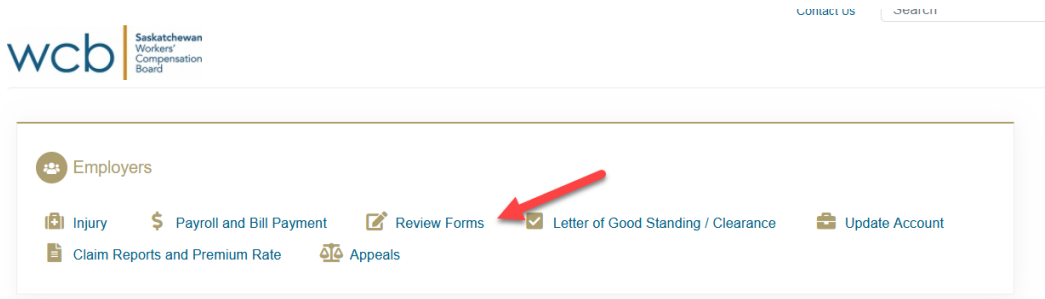 Contact Us Search
wcb Saskatchewan
Workers'
Compensation
Board
Employers
Injury Payroll and Bill Payment Review Forms Letter of Good Standing / Clearance Update Account
Claim Reports and Premium Rate Appeals